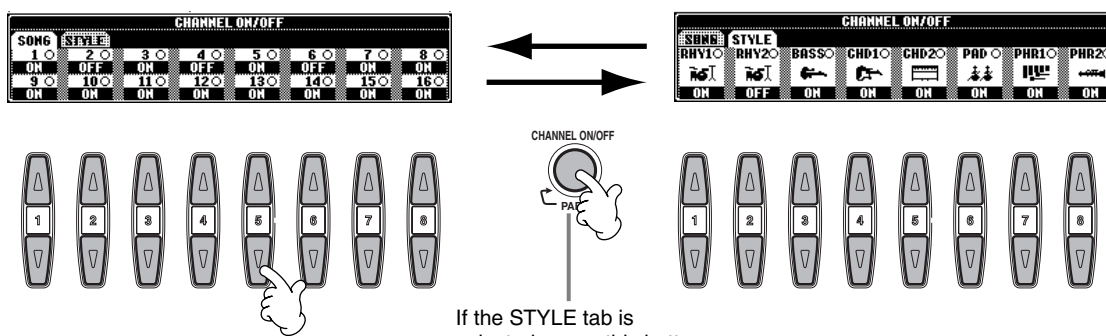 CHANNEL ON/OFF
SONG STYLE
1 2 3 4 5 6 7 8
ON OFF ON OFF ON OFF ON ON
9 10 11 12 13 14 15 16
ON ON ON ON ON ON ON ON
CHANNEL ON/OFF
SONG STYLE
RHY1 RHY2 BASS CHD1 CHD2 PAD PHR1 PHR2
ON OFF ON ON ON ON ON ON
CHANNEL ON/OFF
1 2 3 4 5 6 7 8
1 2 3 4 5 6 7 8
If the STYLE tab is